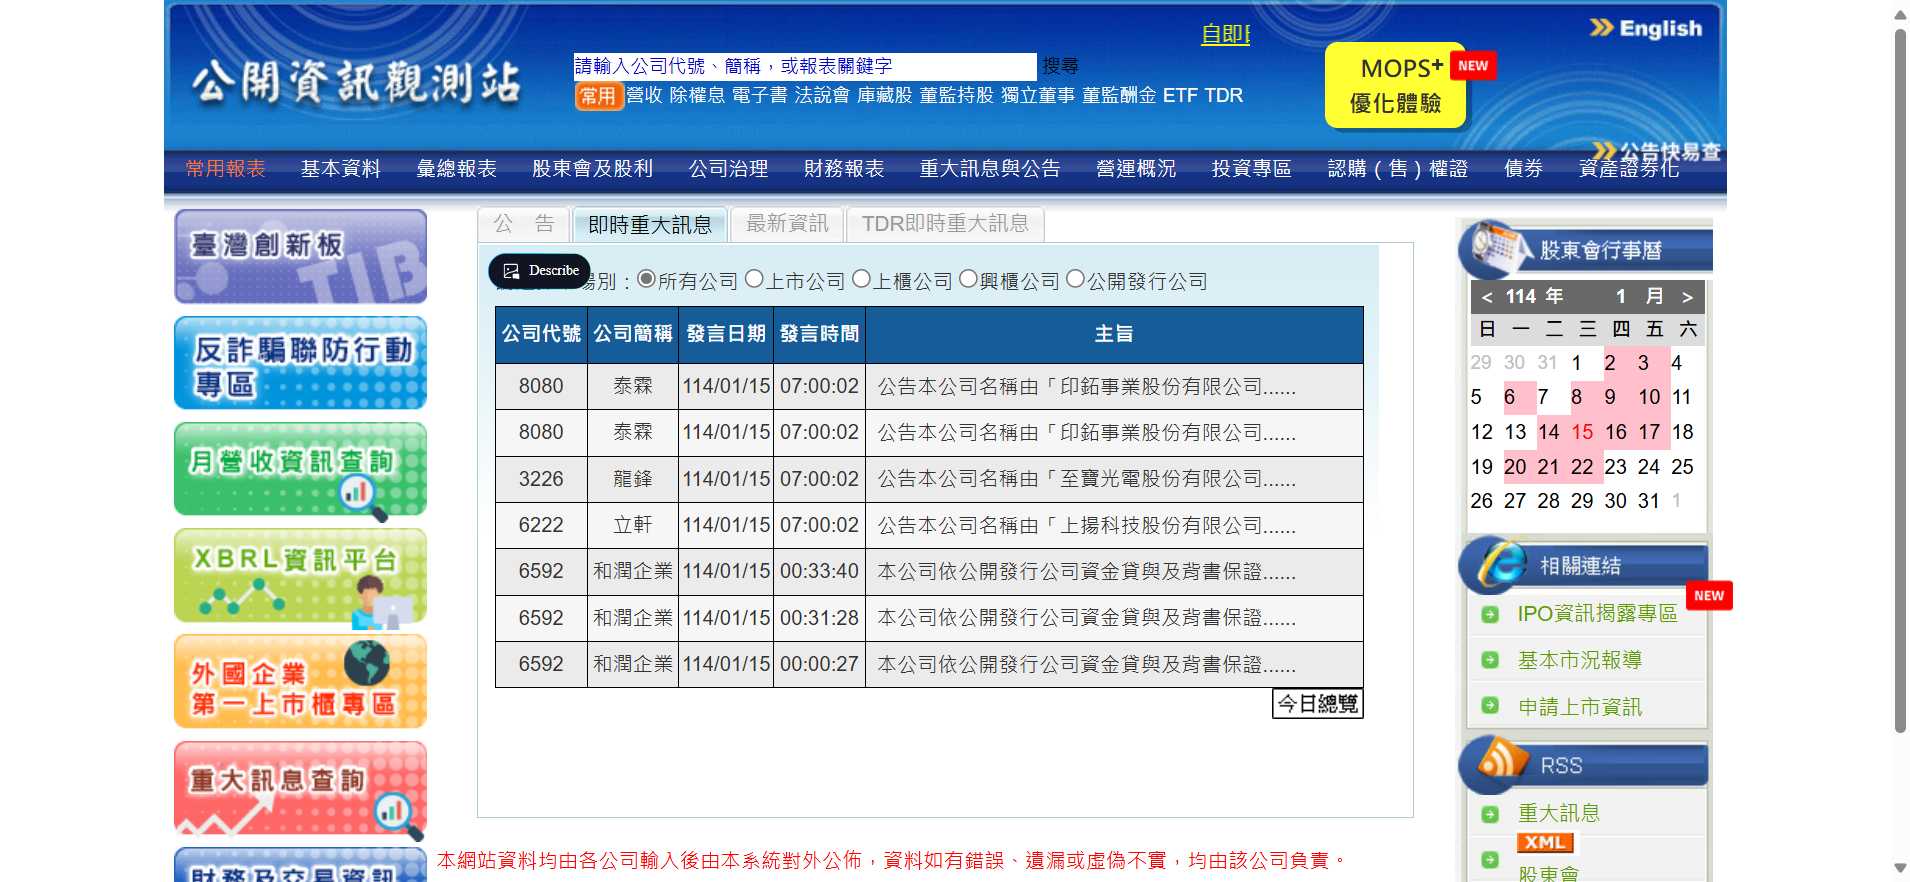 自即
English
公開資訊觀測站
請輸入公司代號、簡稱，或報表關鍵字
搜尋
MOPS+
優化體驗
NEW
常用 營收 除權息 電子書 法說會 庫藏股 董監持股 獨立董事 董監酬金 ETF TDR
公告快易查
常用報表 基本資料 彙總報表 股東會及股利 公司治理 財務報表 重大訊息與公告 營運概況 投資專區 認購（售）權證 債券 資產證券化
臺灣創新板
TIB
反詐騙聯防行動
專區
月營收資訊查詢
XBRL資訊平台
外國企業
第一上市櫃專區
重大訊息查詢
財務及交易資訊
公 告 即時重大訊息 最新資訊 TDR即時重大訊息
Describe
場別：所有公司 上市公司 上櫃公司 興櫃公司 公開發行公司
公司代號 公司簡稱 發言日期 發言時間 主旨
8080 泰霖 114/01/15 07:00:02 公告本公司名稱由「印鉐事業股份有限公司......
8080 泰霖 114/01/15 07:00:02 公告本公司名稱由「印鉐事業股份有限公司......
3226 龍鋒 114/01/15 07:00:02 公告本公司名稱由「至寶光電股份有限公司......
6222 立軒 114/01/15 07:00:02 公告本公司名稱由「上揚科技股份有限公司......
6592 和潤企業 114/01/15 00:33:40 本公司依公開發行公司資金貸與及背書保證......
6592 和潤企業 114/01/15 00:31:28 本公司依公開發行公司資金貸與及背書保證......
6592 和潤企業 114/01/15 00:00:27 本公司依公開發行公司資金貸與及背書保證......
今日總覽
本網站資料均由各公司輸入後由本系統對外公佈，資料如有錯誤、遺漏或虛偽不實，均由該公司負責。
股東會行事曆
< 114 年 1 月 >
日 一 二 三 四 五 六
29 30 31 1 2 3 4
5 6 7 8 9 10 11
12 13 14 15 16 17 18
19 20 21 22 23 24 25
26 27 28 29 30 31 1
相關連結
NEW
IPO資訊揭露專區
基本市況報導
申請上市資訊
RSS
重大訊息
XML
股東會